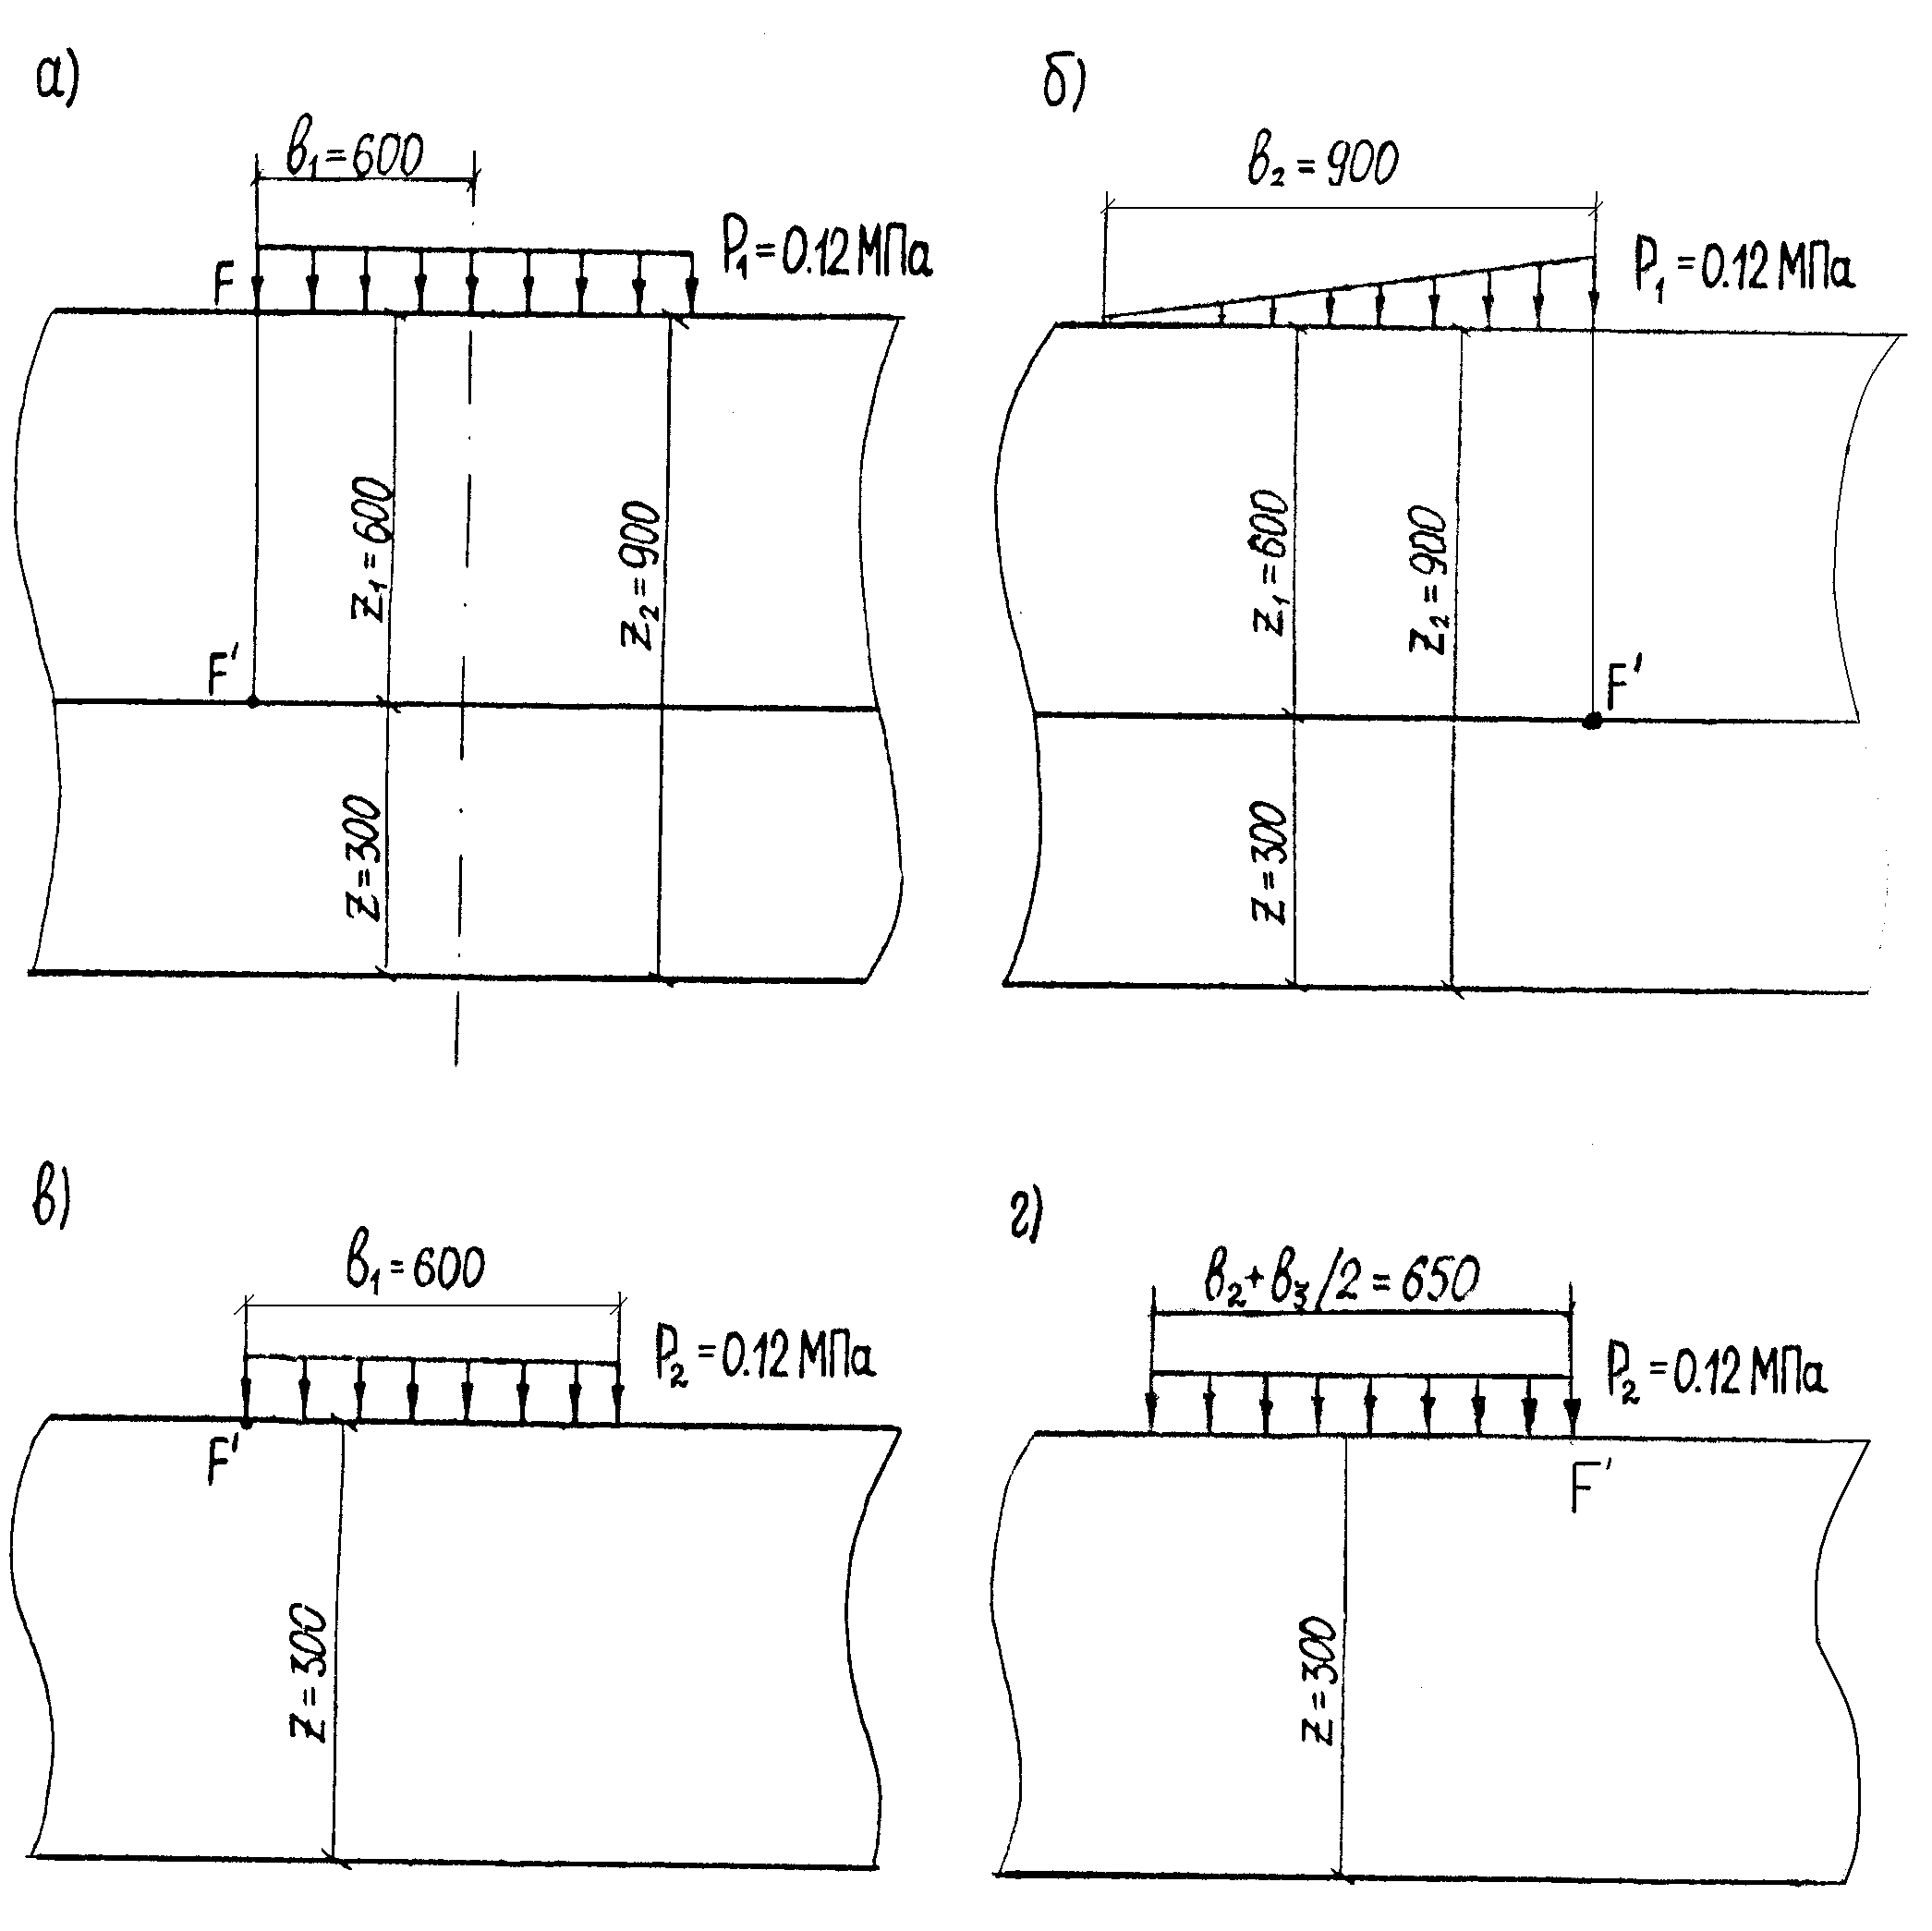 а)
в₁=600
P₁=0.12 МПа
F
z₁=600
z₂=900
F'
z=300
б)
в₂=900
P₁=0.12 МПа
z₁=600
z₂=900
F'
z=300
в)
в₁=600
P₂=0.12 МПа
F'
z=300
г)
в₂+в₃/2=650
P₂=0.12 МПа
F'
z=300